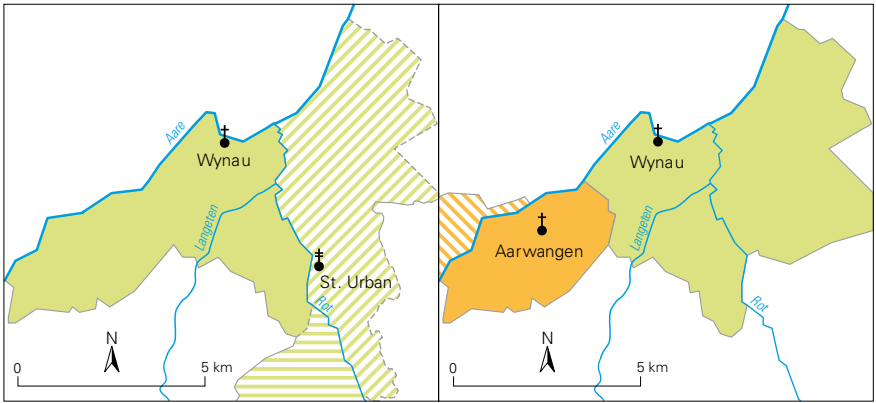 Aare
Wynau
Langeten
St. Urban
Rot
N
0
5 km
Aare
Wynau
Langeten
Aarwangen
Rot
N
0
5 km